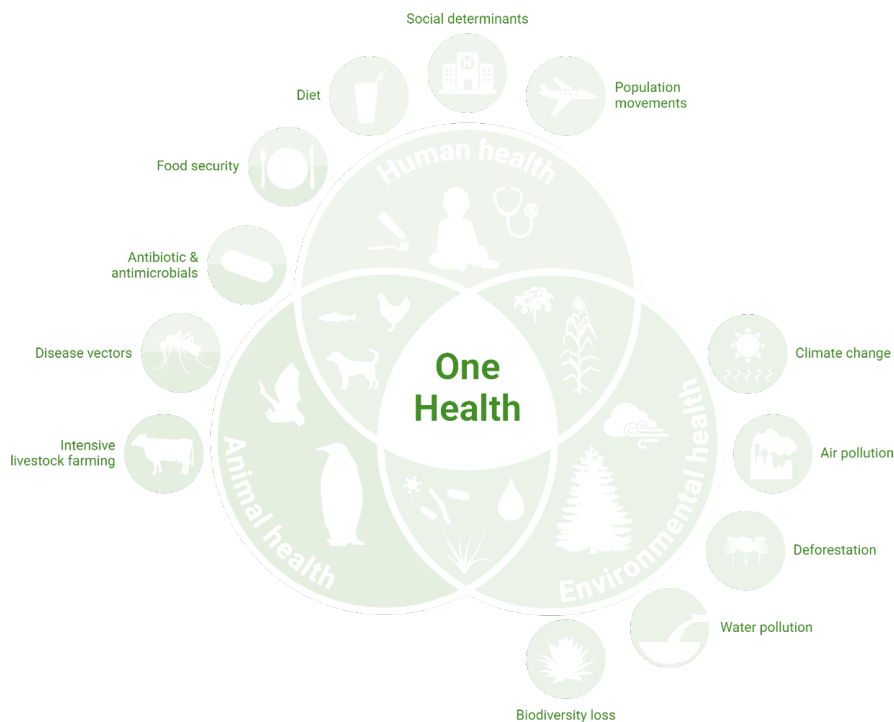 Social determinants
Diet
Population
movements
Food security
Human health
Antibiotic &
antimicrobials
Disease vectors
One
Health
Climate change
Intensive
livestock farming
Animal health
Environmental health
Air pollution
Deforestation
Water pollution
Biodiversity loss
H